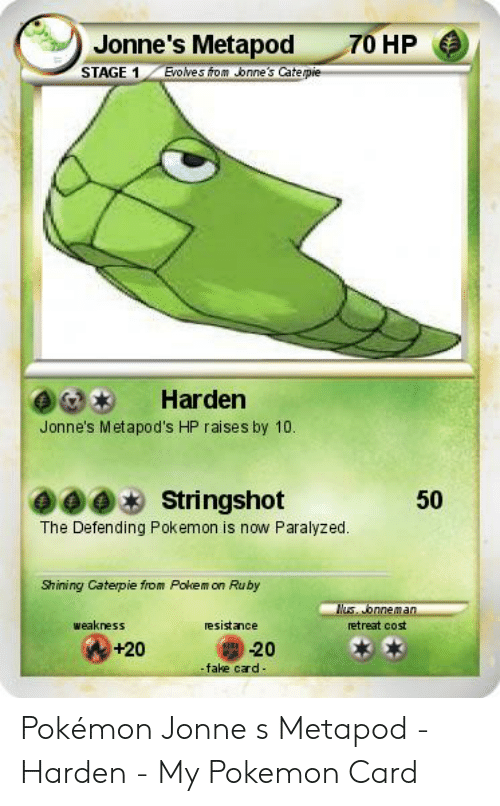 Jonne's Metapod 70 HP
STAGE 1 Evolves from Jonne's Caterpie
Harden
Jonne's Metapod's HP raises by 10.
Stringshot 50
The Defending Pokemon is now Paralyzed.
Shining Caterpie from Pokemon Ruby
Illus. Jonneman
weakness resistance retreat cost
+20 -20
- fake card -
Pokémon Jonne s Metapod -
Harden - My Pokemon Card